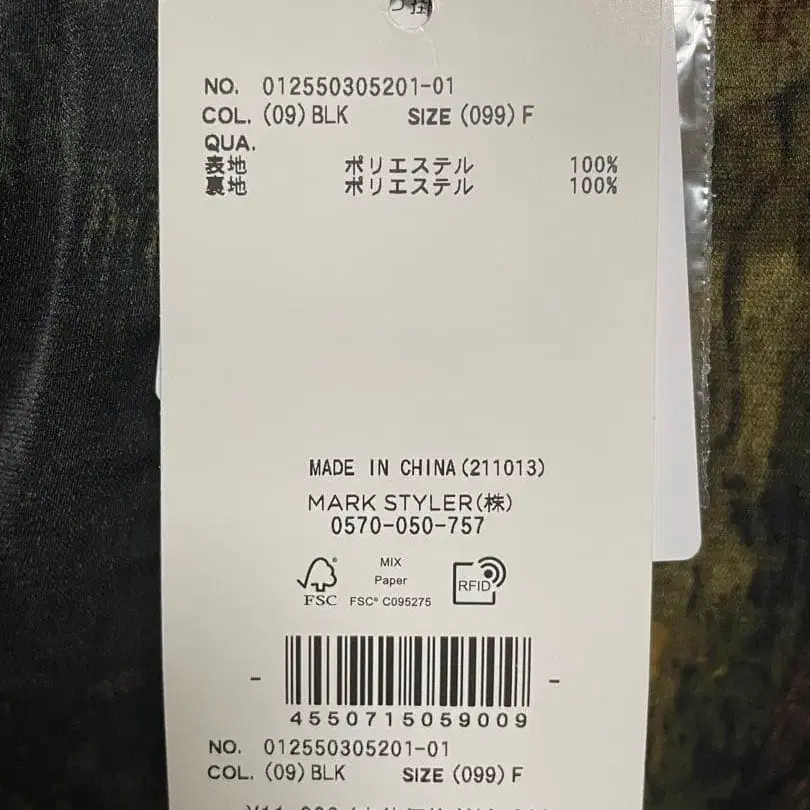 NO. 012550305201-01
COL. (09) BLK SIZE (099) F
QUA.
表地 ポリエステル 100%
裏地 ポリエステル 100%
MADE IN CHINA (211013)
MARK STYLER(株)
0570-050-757
MIX
Paper
FSC FSC® C095275
RFID
4550715059009
NO. 012550305201-01
COL. (09) BLK SIZE (099) F